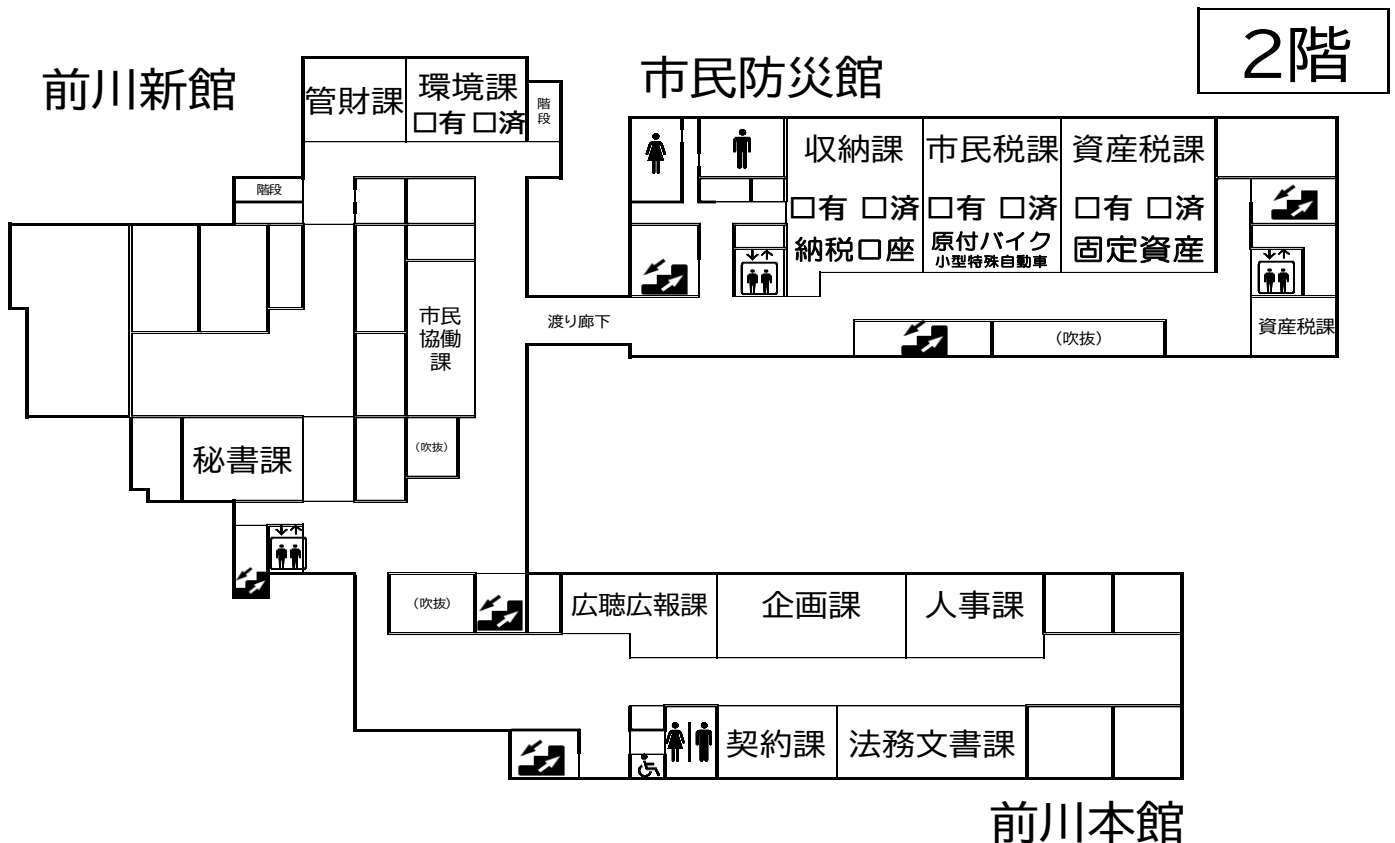 2階
前川新館
市民防災館
管財課
環境課
□有 □済
階段
階段
収納課
□有 □済
納税口座
市民税課
□有 □済
原付バイク
小型特殊自動車
資産税課
□有 □済
固定資産
市民
協働
課
渡り廊下
(吹抜)
資産税課
秘書課
(吹抜)
(吹抜)
広聴広報課
企画課
人事課
契約課
法務文書課
前川本館